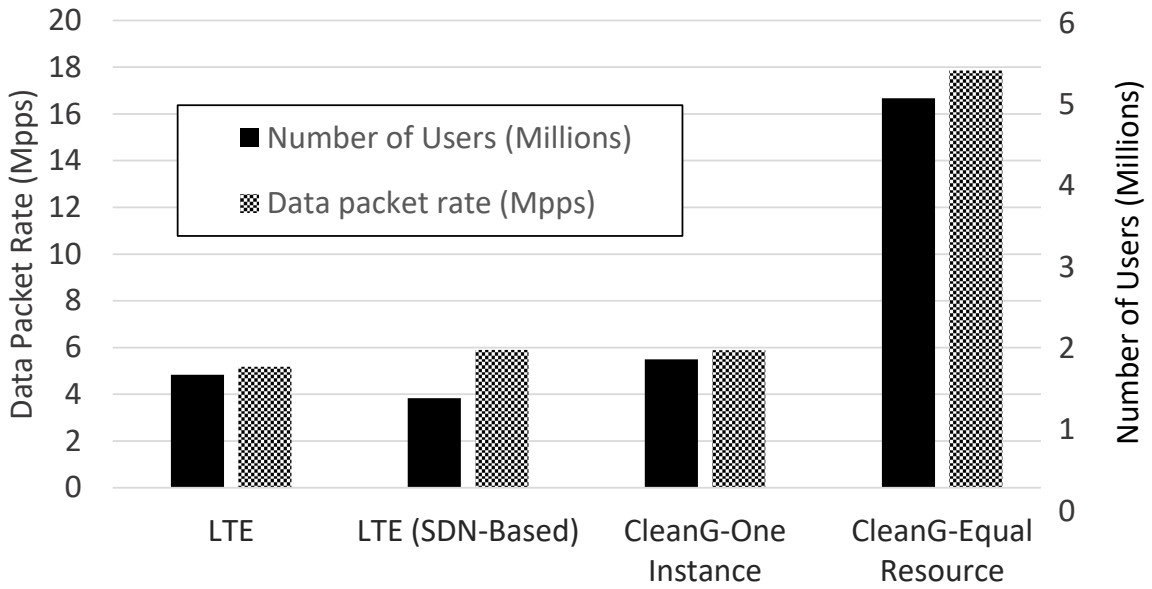 20
18
16
14
12
10
8
6
4
2
0
Data Packet Rate (Mpps)
Number of Users (Millions)
Data packet rate (Mpps)
6
5
4
3
2
1
0
Number of Users (Millions)
LTE
LTE (SDN-Based)
CleanG-One
Instance
CleanG-Equal
Resource